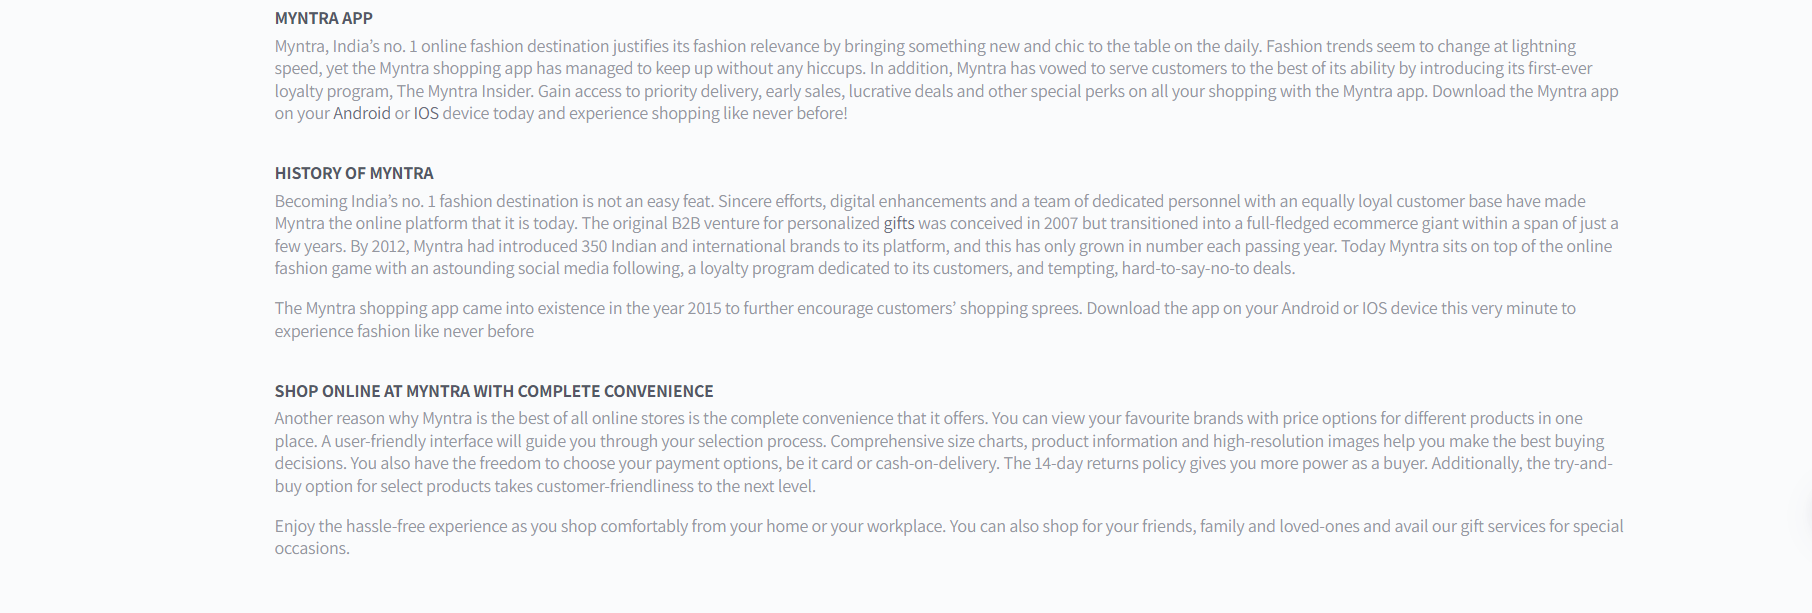 MYNTRA APP
Myntra, India’s no. 1 online fashion destination justifies its fashion relevance by bringing something new and chic to the table on the daily. Fashion trends seem to change at lightning
speed, yet the Myntra shopping app has managed to keep up without any hiccups. In addition, Myntra has vowed to serve customers to the best of its ability by introducing its first-ever
loyalty program, The Myntra Insider. Gain access to priority delivery, early sales, lucrative deals and other special perks on all your shopping with the Myntra app. Download the Myntra app
on your Android or IOS device today and experience shopping like never before!
HISTORY OF MYNTRA
Becoming India’s no. 1 fashion destination is not an easy feat. Sincere efforts, digital enhancements and a team of dedicated personnel with an equally loyal customer base have made
Myntra the online platform that it is today. The original B2B venture for personalized gifts was conceived in 2007 but transitioned into a full-fledged ecommerce giant within a span of just a
few years. By 2012, Myntra had introduced 350 Indian and international brands to its platform, and this has only grown in number each passing year. Today Myntra sits on top of the online
fashion game with an astounding social media following, a loyalty program dedicated to its customers, and tempting, hard-to-say-no-to deals.
The Myntra shopping app came into existence in the year 2015 to further encourage customers’ shopping sprees. Download the app on your Android or IOS device this very minute to
experience fashion like never before
SHOP ONLINE AT MYNTRA WITH COMPLETE CONVENIENCE
Another reason why Myntra is the best of all online stores is the complete convenience that it offers. You can view your favourite brands with price options for different products in one
place. A user-friendly interface will guide you through your selection process. Comprehensive size charts, product information and high-resolution images help you make the best buying
decisions. You also have the freedom to choose your payment options, be it card or cash-on-delivery. The 14-day returns policy gives you more power as a buyer. Additionally, the try-and-
buy option for select products takes customer-friendliness to the next level.
Enjoy the hassle-free experience as you shop comfortably from your home or your workplace. You can also shop for your friends, family and loved-ones and avail our gift services for special
occasions.